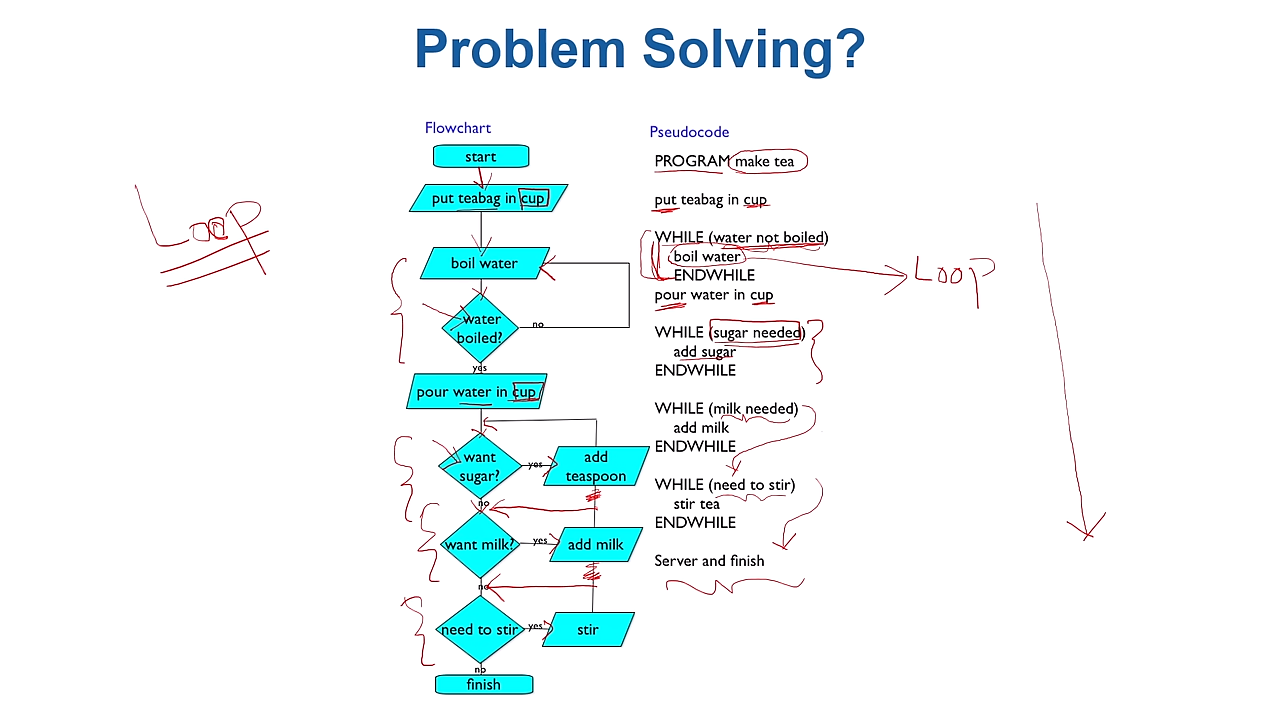 Problem Solving?
Flowchart
start
put teabag in cup
boil water
water
boiled?
no
yes
pour water in cup
want
sugar?
yes
add
teaspoon
no
want milk?
yes
add milk
no
need to stir
yes
stir
no
finish
Pseudocode
PROGRAM make tea
put teabag in cup
WHILE (water not boiled)
boil water
ENDWHILE
pour water in cup
WHILE (sugar needed)
add sugar
ENDWHILE
WHILE (milk needed)
add milk
ENDWHILE
WHILE (need to stir)
stir tea
ENDWHILE
Server and finish
LooP
LooP